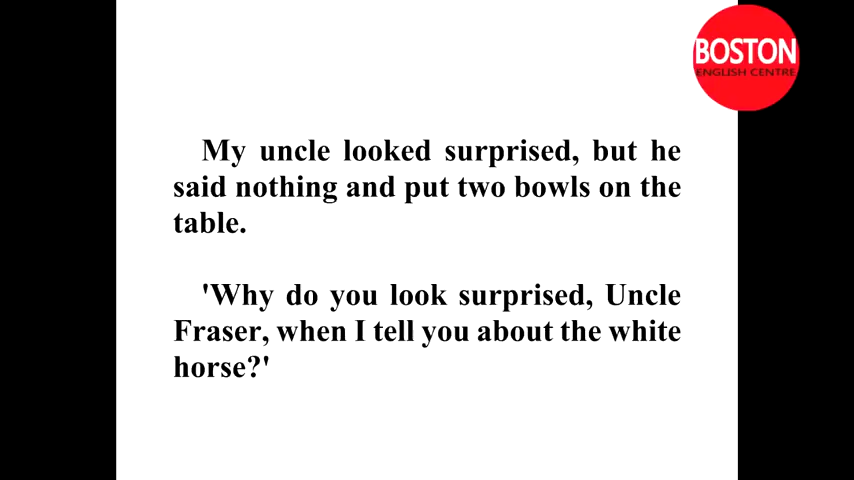 BOSTON
ENGLISH CENTRE
My uncle looked surprised, but he
said nothing and put two bowls on the
table.
'Why do you look surprised, Uncle
Fraser, when I tell you about the white
horse?'